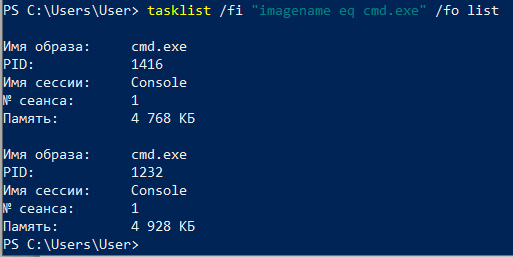 PS C:\Users\User> tasklist /fi "imagename eq cmd.exe" /fo list
Имя образа: cmd.exe
PID: 1416
Имя сессии: Console
№ сеанса: 1
Память: 4 768 КБ
Имя образа: cmd.exe
PID: 1232
Имя сессии: Console
№ сеанса: 1
Память: 4 928 КБ
PS C:\Users\User>